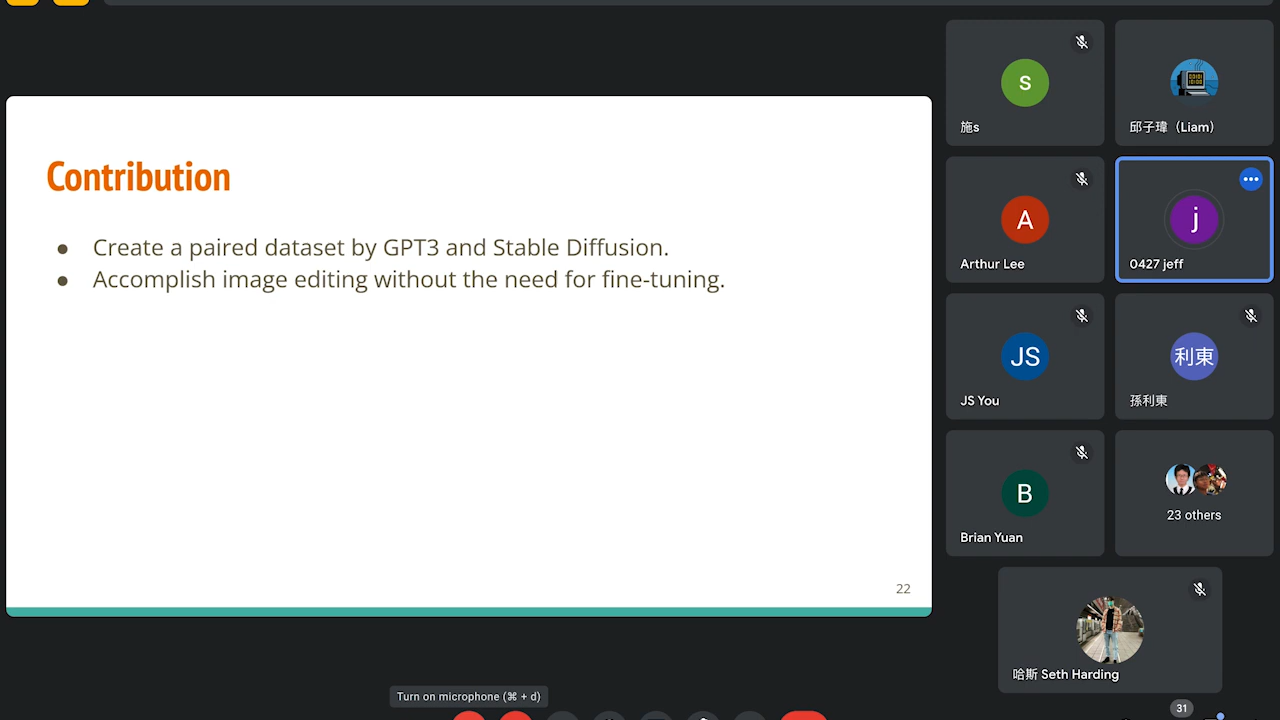 Contribution
● Create a paired dataset by GPT3 and Stable Diffusion.
● Accomplish image editing without the need for fine-tuning.
22
S
施s
邱子瑋（Liam）
A
Arthur Lee
j
0427 jeff
JS
JS You
利東
孫利東
B
Brian Yuan
23 others
哈斯 Seth Harding
Turn on microphone (⌘ + d)
31